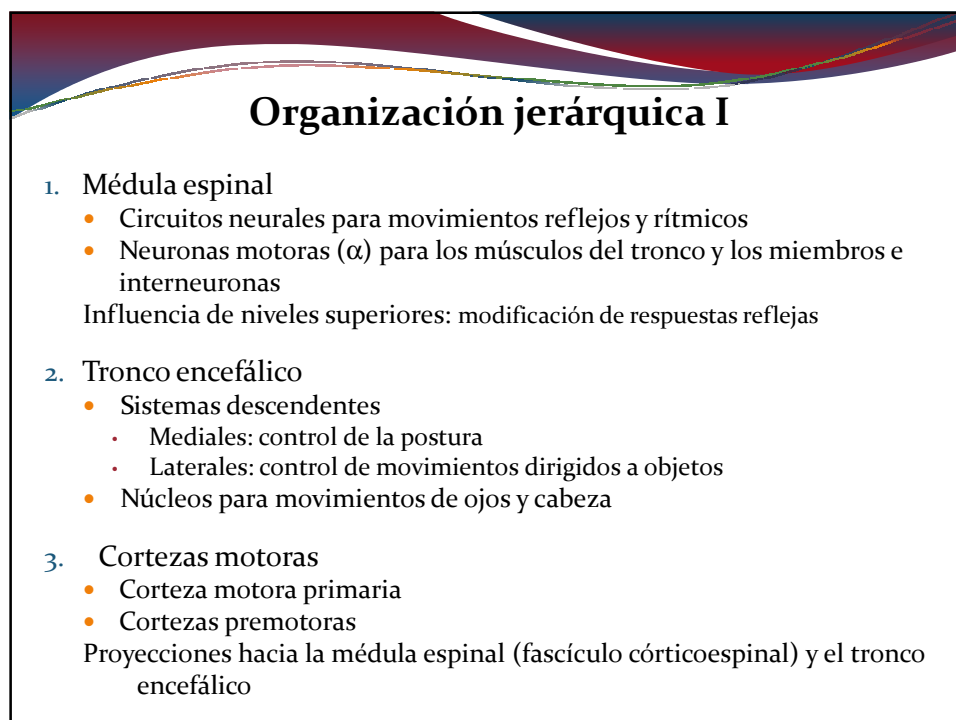 Organización jerárquica I
1. Médula espinal
• Circuitos neurales para movimientos reflejos y rítmicos
• Neuronas motoras (α) para los músculos del tronco y los miembros e
interneuronas
Influencia de niveles superiores: modificación de respuestas reflejas
2. Tronco encefálico
• Sistemas descendentes
• Mediales: control de la postura
• Laterales: control de movimientos dirigidos a objetos
• Núcleos para movimientos de ojos y cabeza
3. Cortezas motoras
• Corteza motora primaria
• Cortezas premotoras
Proyecciones hacia la médula espinal (fascículo córticoespinal) y el tronco
encefálico